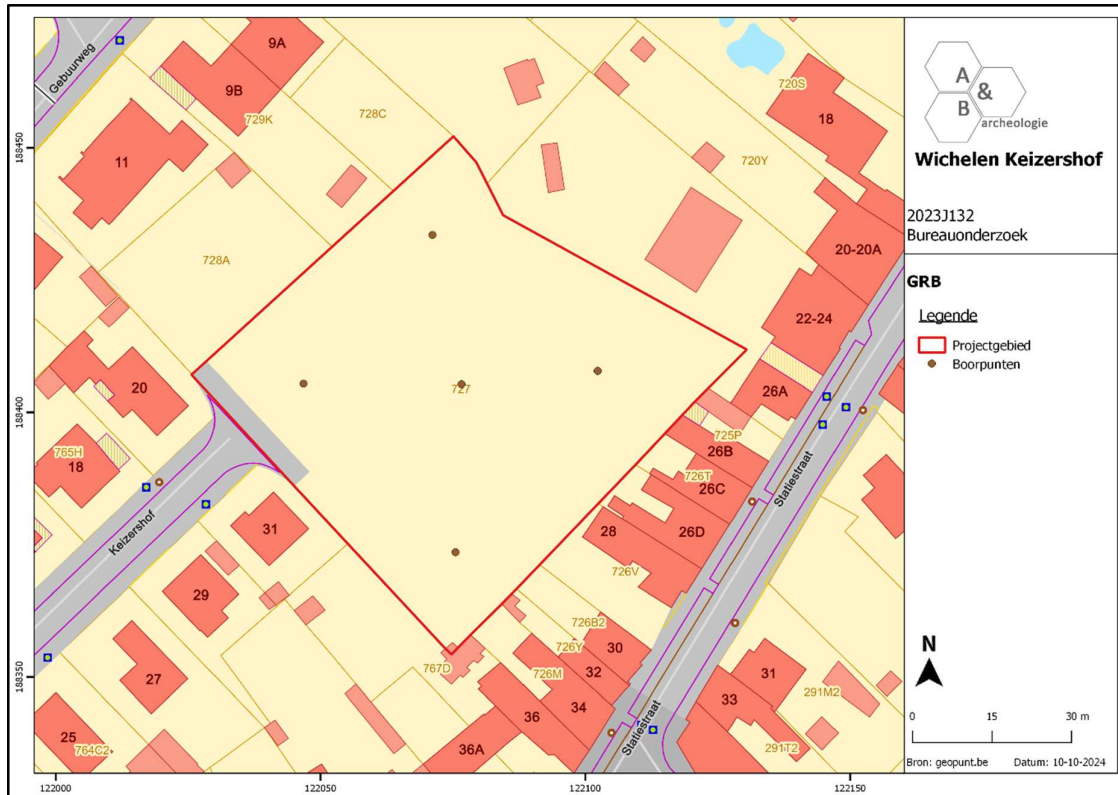 Gebuurweg
9A
9B
729K
728C
11
728A
720S
18
720Y
20-20A
22-24
26A
725P
26B
726T
26C
26D
28
726V
727
20
765H
18
Keizershof
31
29
27
25
764C2
767D
726B2
726Y
30
726M
32
34
36
36A
Statiestraat
Statiestraat
31
33
291M2
291T2
188450
188400
188350
122000
122050
122100
122150
A
&
B
archeologie
Wichelen Keizershof
2023J132
Bureauonderzoek
GRB
Legende
Projectgebied
Boorpunten
N
0 15 30 m
Bron: geopunt.be Datum: 10-10-2024